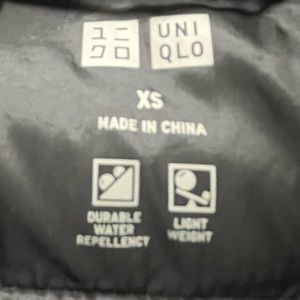 ユニ UNI
クロ QLO
XS
MADE IN CHINA
DURABLE
WATER
REPELLENCY
LIGHT
WEIGHT